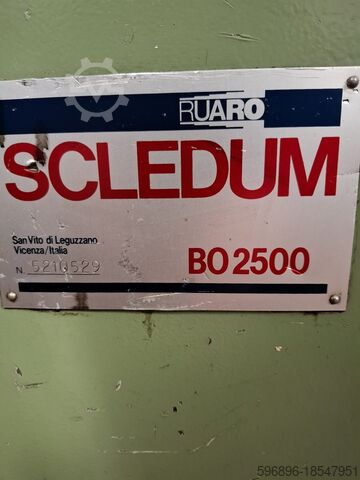 RUARO
SCLEDUM
San Vito di Leguzzano
Vicenza/Italia
N. 5210529
BO 2500
596896-18547951